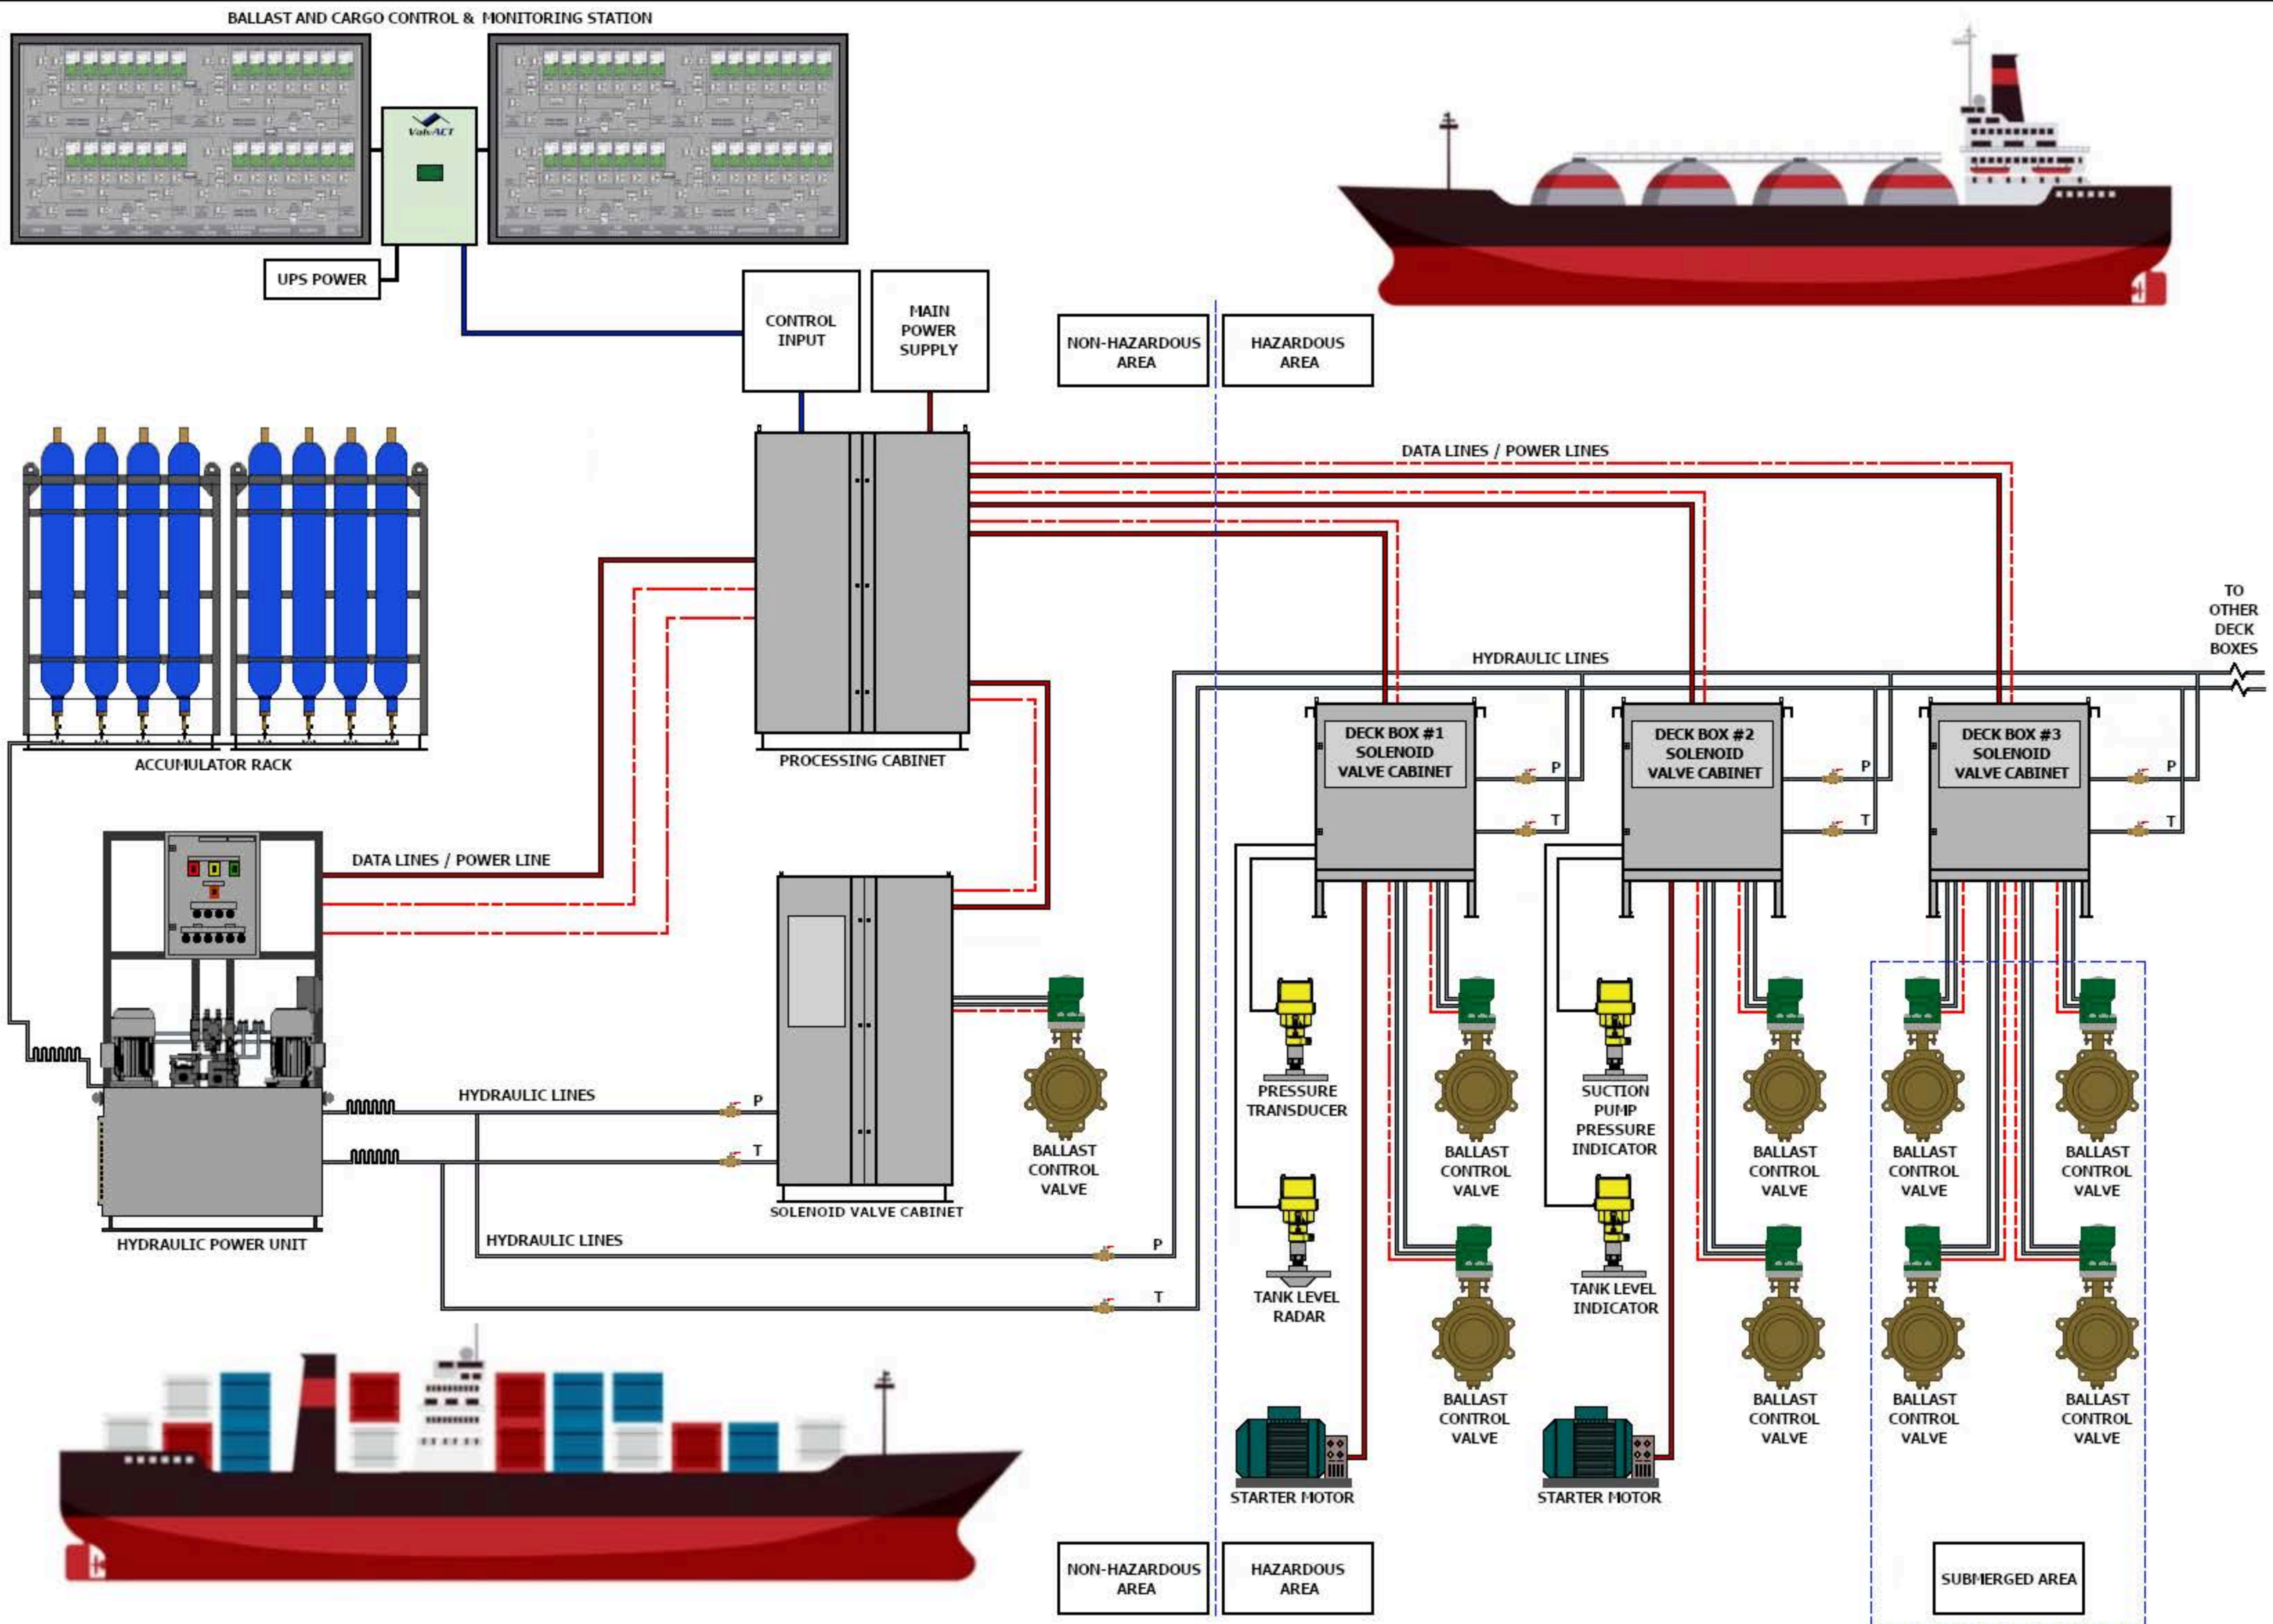 BALLAST AND CARGO CONTROL & MONITORING STATION
ValvACT
UPS POWER
CONTROL
INPUT
MAIN
POWER
SUPPLY
NON-HAZARDOUS
AREA
HAZARDOUS
AREA
DATA LINES / POWER LINES
TO
OTHER
DECK
BOXES
HYDRAULIC LINES
ACCUMULATOR RACK
PROCESSING CABINET
DECK BOX #1
SOLENOID
VALVE CABINET
P
T
DECK BOX #2
SOLENOID
VALVE CABINET
P
T
DECK BOX #3
SOLENOID
VALVE CABINET
P
T
DATA LINES / POWER LINE
HYDRAULIC LINES
P
T
HYDRAULIC POWER UNIT
SOLENOID VALVE CABINET
BALLAST
CONTROL
VALVE
HYDRAULIC LINES
P
T
PRESSURE
TRANSDUCER
BALLAST
CONTROL
VALVE
SUCTION
PUMP
PRESSURE
INDICATOR
BALLAST
CONTROL
VALVE
BALLAST
CONTROL
VALVE
BALLAST
CONTROL
VALVE
TANK LEVEL
RADAR
TANK LEVEL
INDICATOR
BALLAST
CONTROL
VALVE
BALLAST
CONTROL
VALVE
BALLAST
CONTROL
VALVE
BALLAST
CONTROL
VALVE
STARTER MOTOR
STARTER MOTOR
NON-HAZARDOUS
AREA
HAZARDOUS
AREA
SUBMERGED AREA